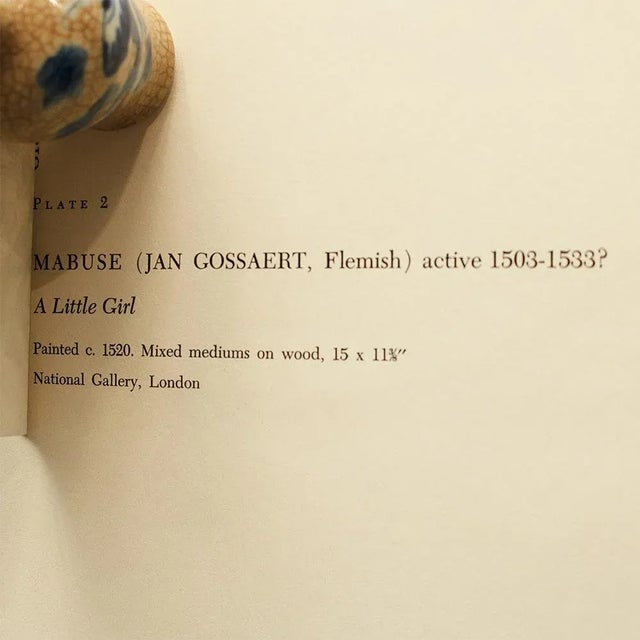 PLATE 2
MABUSE (JAN GOSSAERT, Flemish) active 1503-1533?
A Little Girl
Painted c. 1520. Mixed mediums on wood, 15 x 11⅜″
National Gallery, London